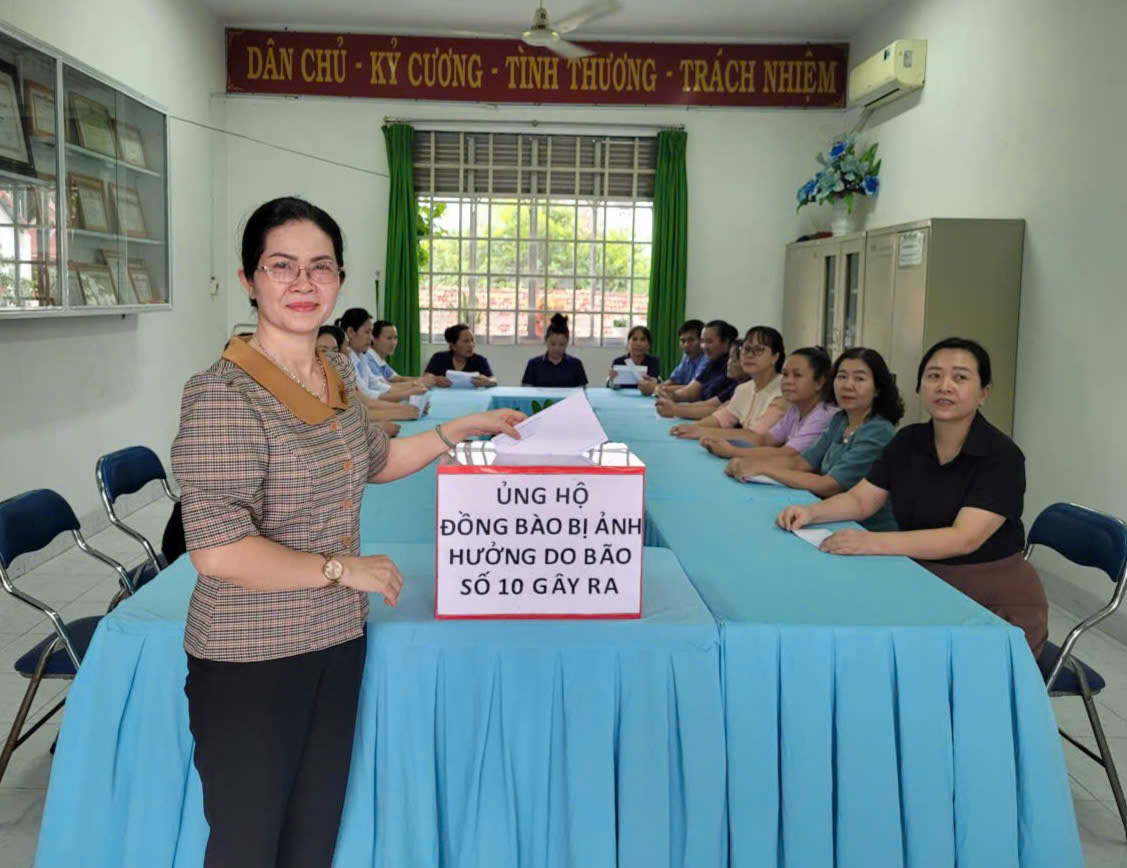 DÂN CHỦ - KỶ CƯƠNG - TÌNH THƯƠNG - TRÁCH NHIỆM
ỦNG HỘ
ĐỒNG BÀO BỊ ẢNH
HƯỞNG DO BÃO
SỐ 10 GÂY RA